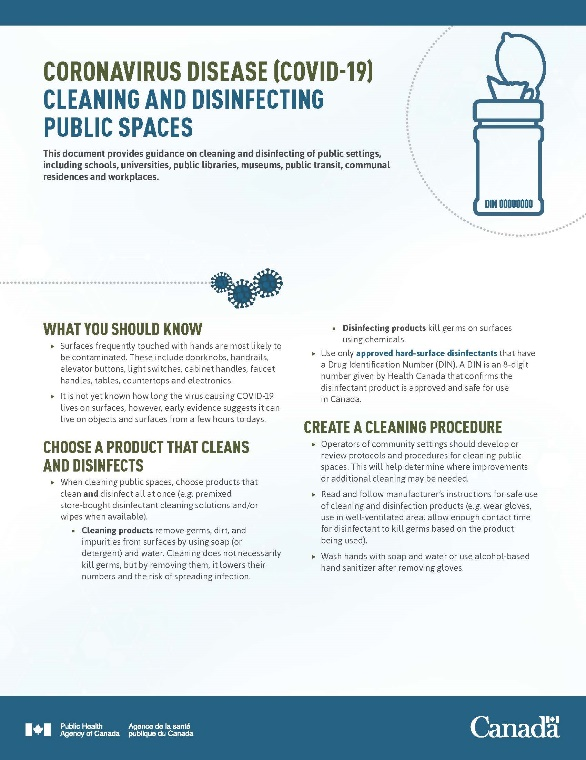 CORONAVIRUS DISEASE (COVID-19)
CLEANING AND DISINFECTING
PUBLIC SPACES
This document provides guidance on cleaning and disinfecting of public settings,
including schools, universities, public libraries, museums, public transit, communal
residences and workplaces.
DIN 00000000
WHAT YOU SHOULD KNOW
▸ Surfaces frequently touched with hands are most likely to
be contaminated. These include doorknobs, handrails,
elevator buttons, light switches, cabinet handles, faucet
handles, tables, countertops and electronics.
▸ It is not yet known how long the virus causing COVID-19
lives on surfaces, however, early evidence suggests it can
live on objects and surfaces from a few hours to days.
CHOOSE A PRODUCT THAT CLEANS
AND DISINFECTS
▸ When cleaning public spaces, choose products that
clean and disinfect all at once (e.g. premixed
store-bought disinfectant cleaning solutions and/or
wipes when available).
• Cleaning products remove germs, dirt, and
impurities from surfaces by using soap (or
detergent) and water. Cleaning does not necessarily
kill germs, but by removing them, it lowers their
numbers and the risk of spreading infection.
• Disinfecting products kill germs on surfaces
using chemicals.
▸ Use only approved hard-surface disinfectants that have
a Drug Identification Number (DIN). A DIN is an 8-digit
number given by Health Canada that confirms the
disinfectant product is approved and safe for use
in Canada.
CREATE A CLEANING PROCEDURE
▸ Operators of community settings should develop or
review protocols and procedures for cleaning public
spaces. This will help determine where improvements
or additional cleaning may be needed.
▸ Read and follow manufacturer's instructions for safe use
of cleaning and disinfection products (e.g. wear gloves,
use in well-ventilated area, allow enough contact time
for disinfectant to kill germs based on the product
being used).
▸ Wash hands with soap and water or use alcohol-based
hand sanitizer after removing gloves.
Public Health
Agency of Canada
Agence de la santé
publique du Canada
Canada